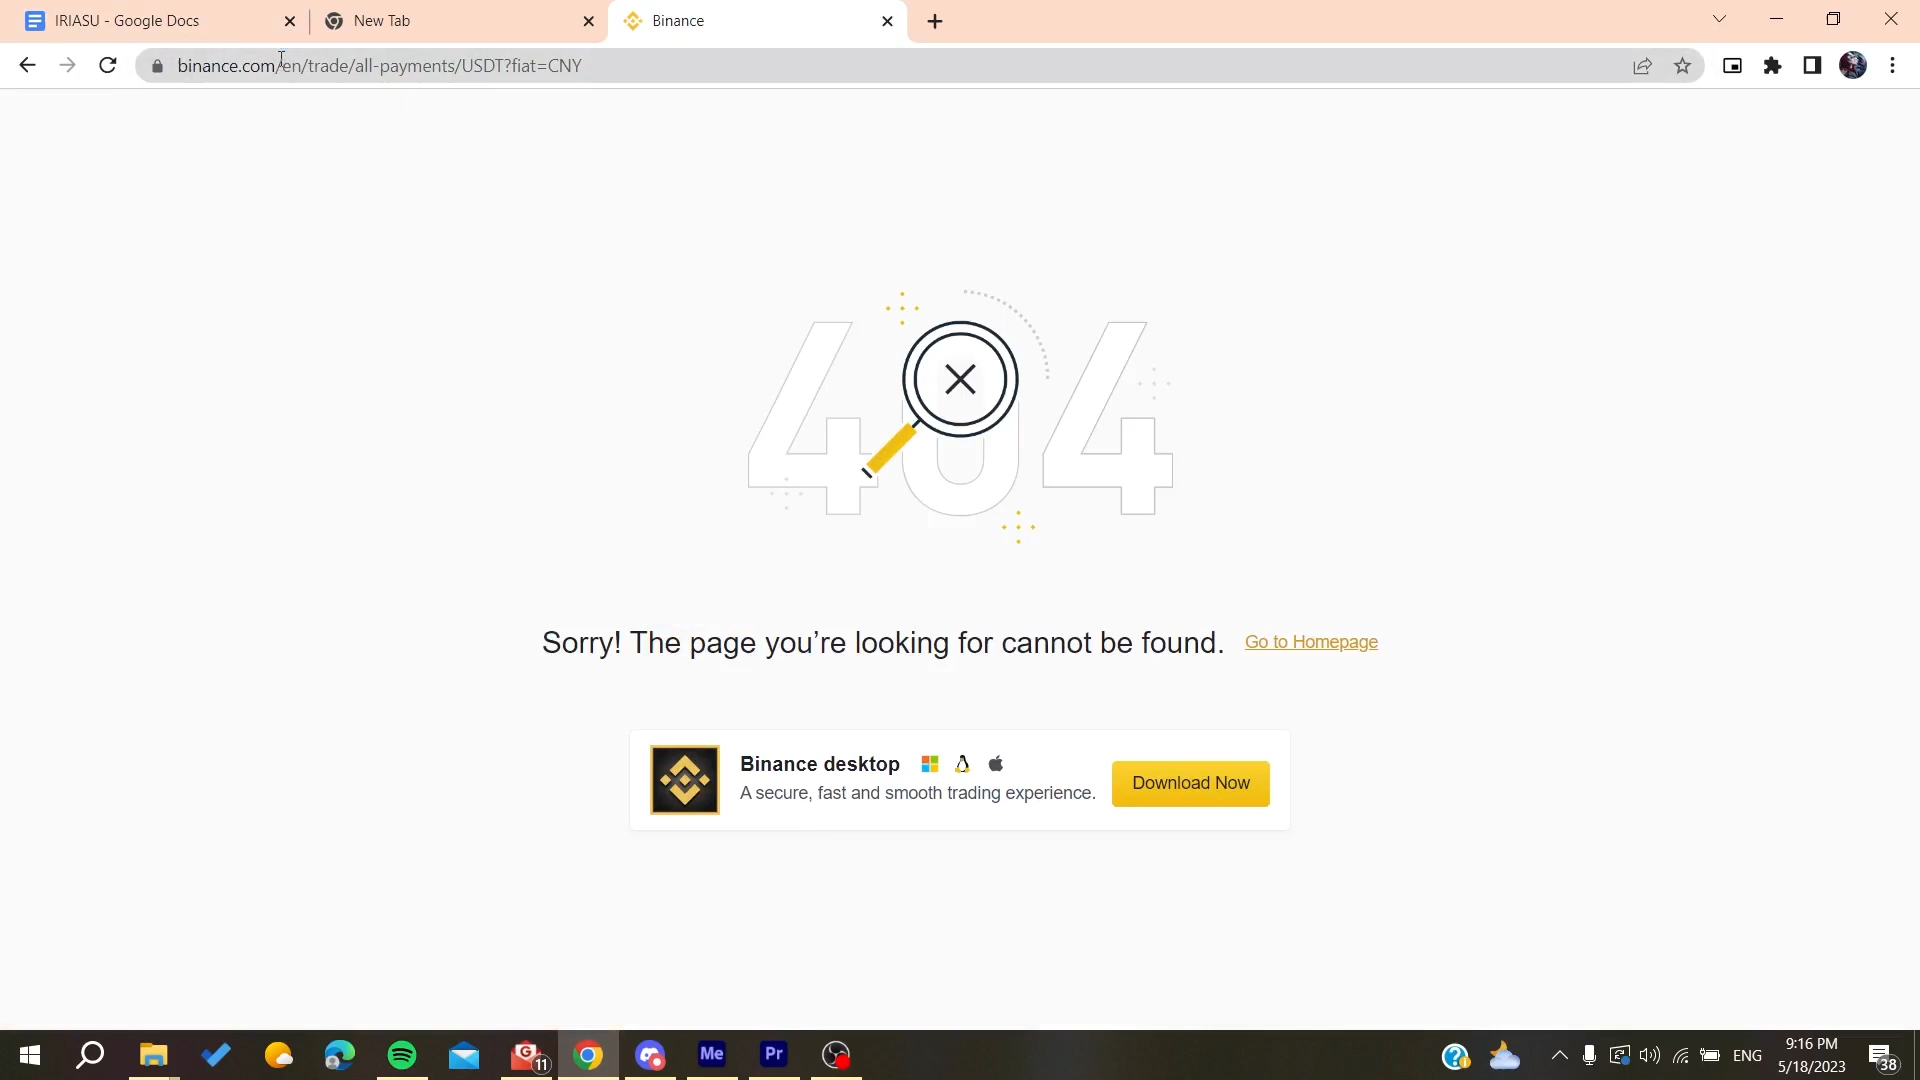 IRIASU - Google Docs
New Tab
Binance
binance.com/en/trade/all-payments/USDT?fiat=CNY
404
Sorry! The page you’re looking for cannot be found. Go to Homepage
Binance desktop
A secure, fast and smooth trading experience.
Download Now
G 11
Me
Pr
ENG
9:16 PM
5/18/2023
38